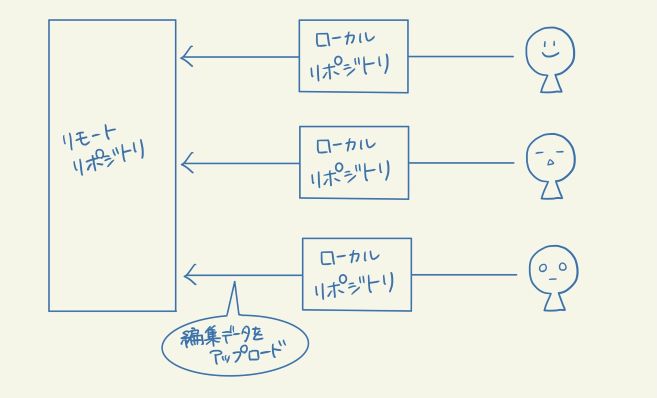 リモート
リポジトリ
ローカル
リポジトリ
ローカル
リポジトリ
ローカル
リポジトリ
編集データを
アップロード